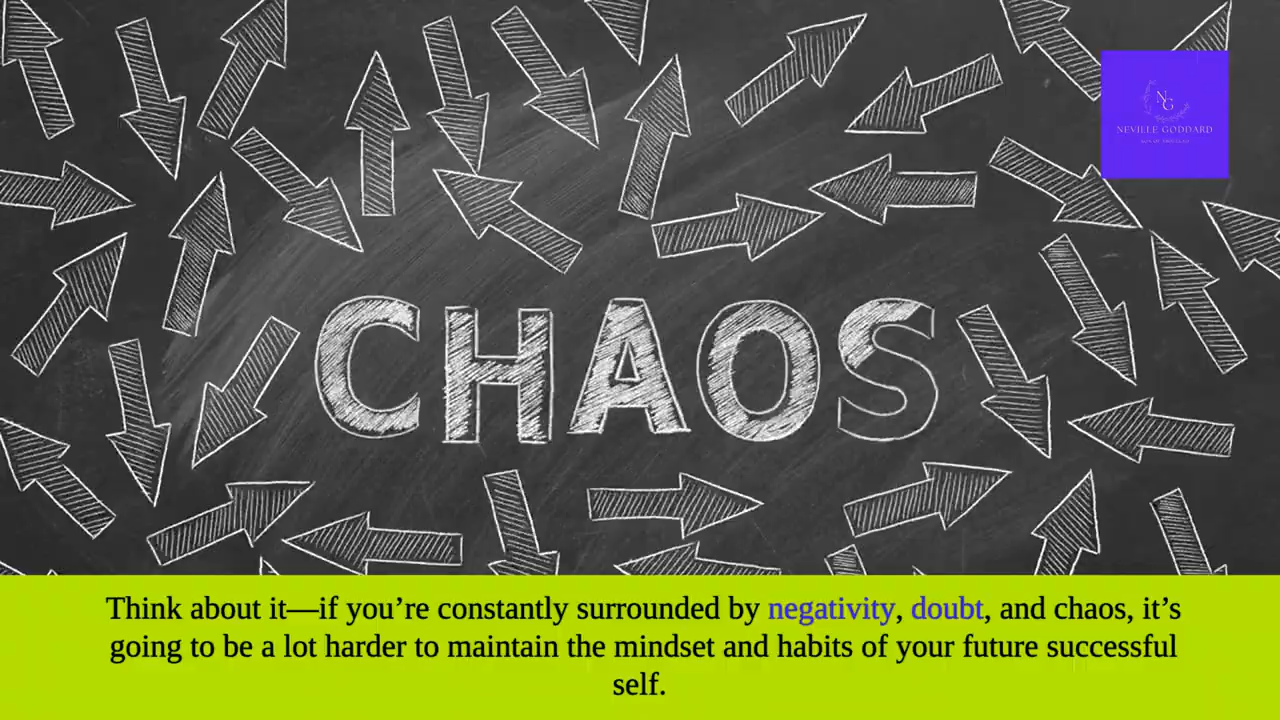 NG
NEVILLE GODDARD
CHAOS
Think about it—if you’re constantly surrounded by negativity, doubt, and chaos, it’s
going to be a lot harder to maintain the mindset and habits of your future successful
self.